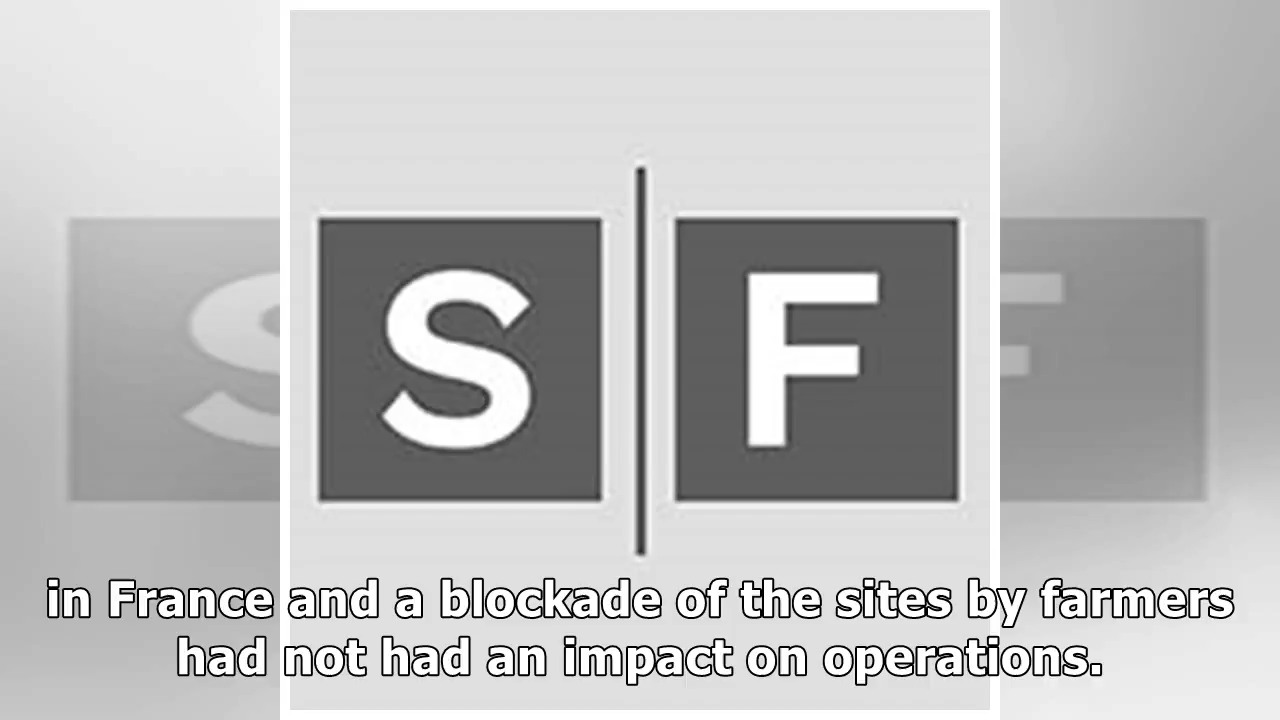 S F
in France and a blockade of the sites by farmers
had not had an impact on operations.